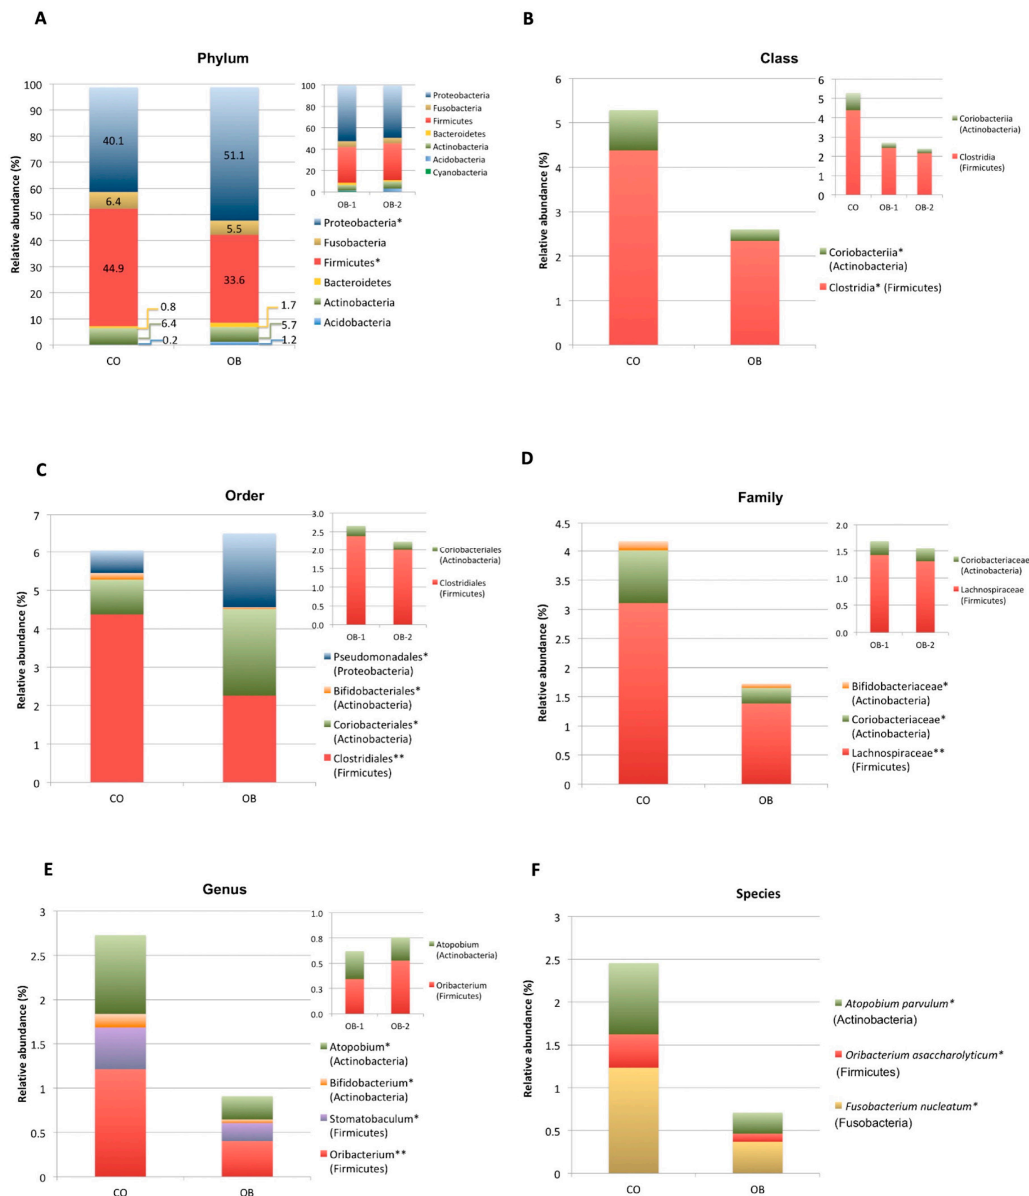 A
Phylum
Relative abundance (%)
100
90
80
70
60
50
40
30
20
10
0
40.1
6.4
44.9
0.8
6.4
0.2
51.1
5.5
33.6
1.7
5.7
1.2
CO
OB
100
80
60
40
20
0
OB-1
OB-2
Proteobacteria
Fusobacteria
Firmicutes
Bacteroidetes
Actinobacteria
Acidobacteria
Cyanobacteria
Proteobacteria*
Fusobacteria
Firmicutes*
Bacteroidetes
Actinobacteria
Acidobacteria
B
Class
Relative abundance (%)
6
5
4
3
2
1
0
CO
OB
6
5
4
3
2
1
0
CO
OB-1
OB-2
Coriobacteriia
(Actinobacteria)
Clostridia
(Firmicutes)
Coriobacteriia*
(Actinobacteria)
Clostridia* (Firmicutes)
C
Order
Relative abundance (%)
7
6
5
4
3
2
1
0
CO
OB
3.0
2.5
2.0
1.5
1.0
0.5
0.0
OB-1
OB-2
Coriobacteriales
(Actinobacteria)
Clostridiales
(Firmicutes)
Pseudomonadales*
(Proteobacteria)
Bifidobacteriales*
(Actinobacteria)
Coriobacteriales*
(Actinobacteria)
Clostridiales**
(Firmicutes)
D
Family
Relative abundance (%)
4.5
4
3.5
3
2.5
2
1.5
1
0.5
0
CO
OB
2.0
1.5
1.0
0.5
0.0
OB-1
OB-2
Coriobacteriaceae
(Actinobacteria)
Lachnospiraceae
(Firmicutes)
Bifidobacteriaceae*
(Actinobacteria)
Coriobacteriaceae*
(Actinobacteria)
Lachnospiraceae**
(Firmicutes)
E
Genus
Relative abundance (%)
3
2.5
2
1.5
1
0.5
0
CO
OB
1.0
0.8
0.5
0.3
0.0
OB-1
OB-2
Atopobium
(Actinobacteria)
Oribacterium
(Firmicutes)
Atopobium*
(Actinobacteria)
Bifidobacterium*
(Actinobacteria)
Stomatobaculum*
(Firmicutes)
Oribacterium**
(Firmicutes)
F
Species
Relative abundance (%)
3
2.5
2
1.5
1
0.5
0
CO
OB
Atopobium parvulum*
(Actinobacteria)
Oribacterium asaccharolyticum*
(Firmicutes)
Fusobacterium nucleatum*
(Fusobacteria)